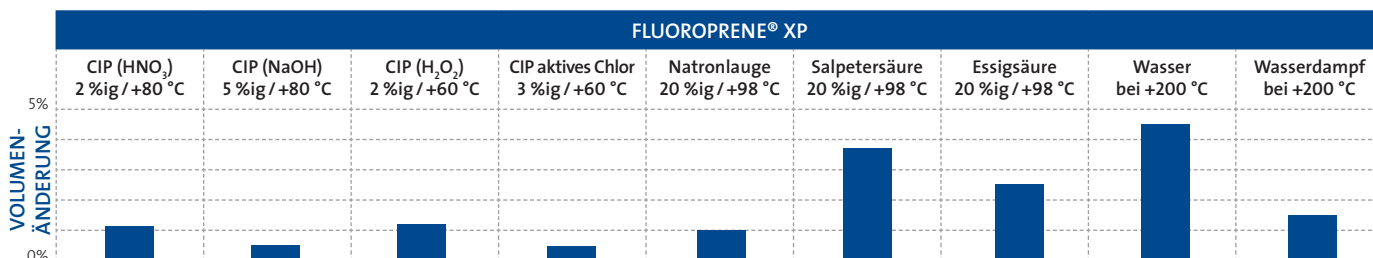 FLUOROPRENE® XP
CIP (HNO₃)
2 %ig / +80 °C
CIP (NaOH)
5 %ig / +80 °C
CIP (H₂O₂)
2 %ig / +60 °C
CIP aktives Chlor
3 %ig / +60 °C
Natronlauge
20 %ig / +98 °C
Salpetersäure
20 %ig / +98 °C
Essigsäure
20 %ig / +98 °C
Wasser
bei +200 °C
Wasserdampf
bei +200 °C
5%
VOLUMEN-
ÄNDERUNG
0%